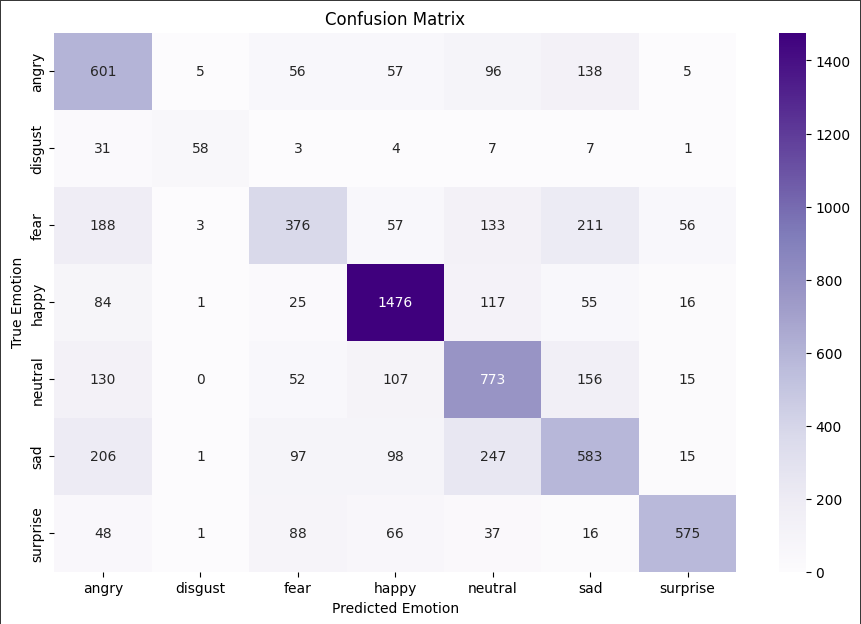 Confusion Matrix
True Emotion
angry 601 5 56 57 96 138 5
disgust 31 58 3 4 7 7 1
fear 188 3 376 57 133 211 56
happy 84 1 25 1476 117 55 16
neutral 130 0 52 107 773 156 15
sad 206 1 97 98 247 583 15
surprise 48 1 88 66 37 16 575
angry disgust fear happy neutral sad surprise
Predicted Emotion
1400
1200
1000
800
600
400
200
0